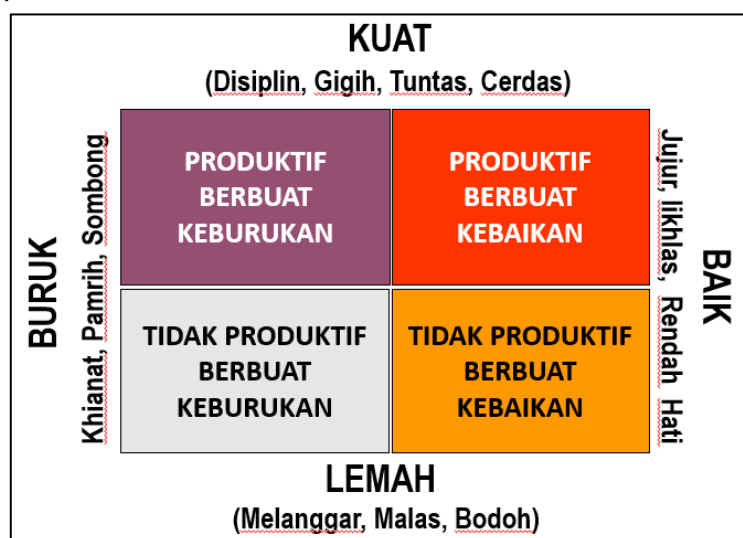 KUAT
(Disiplin, Gigih, Tuntas, Cerdas)
BURUK
Khianat, Pamrih, Sombong
PRODUKTIF
BERBUAT
KEBURUKAN
PRODUKTIF
BERBUAT
KEBAIKAN
TIDAK PRODUKTIF
BERBUAT
KEBURUKAN
TIDAK PRODUKTIF
BERBUAT
KEBAIKAN
Jujur, Iikhlas, Rendah Hati
BAIK
LEMAH
(Melanggar, Malas, Bodoh)